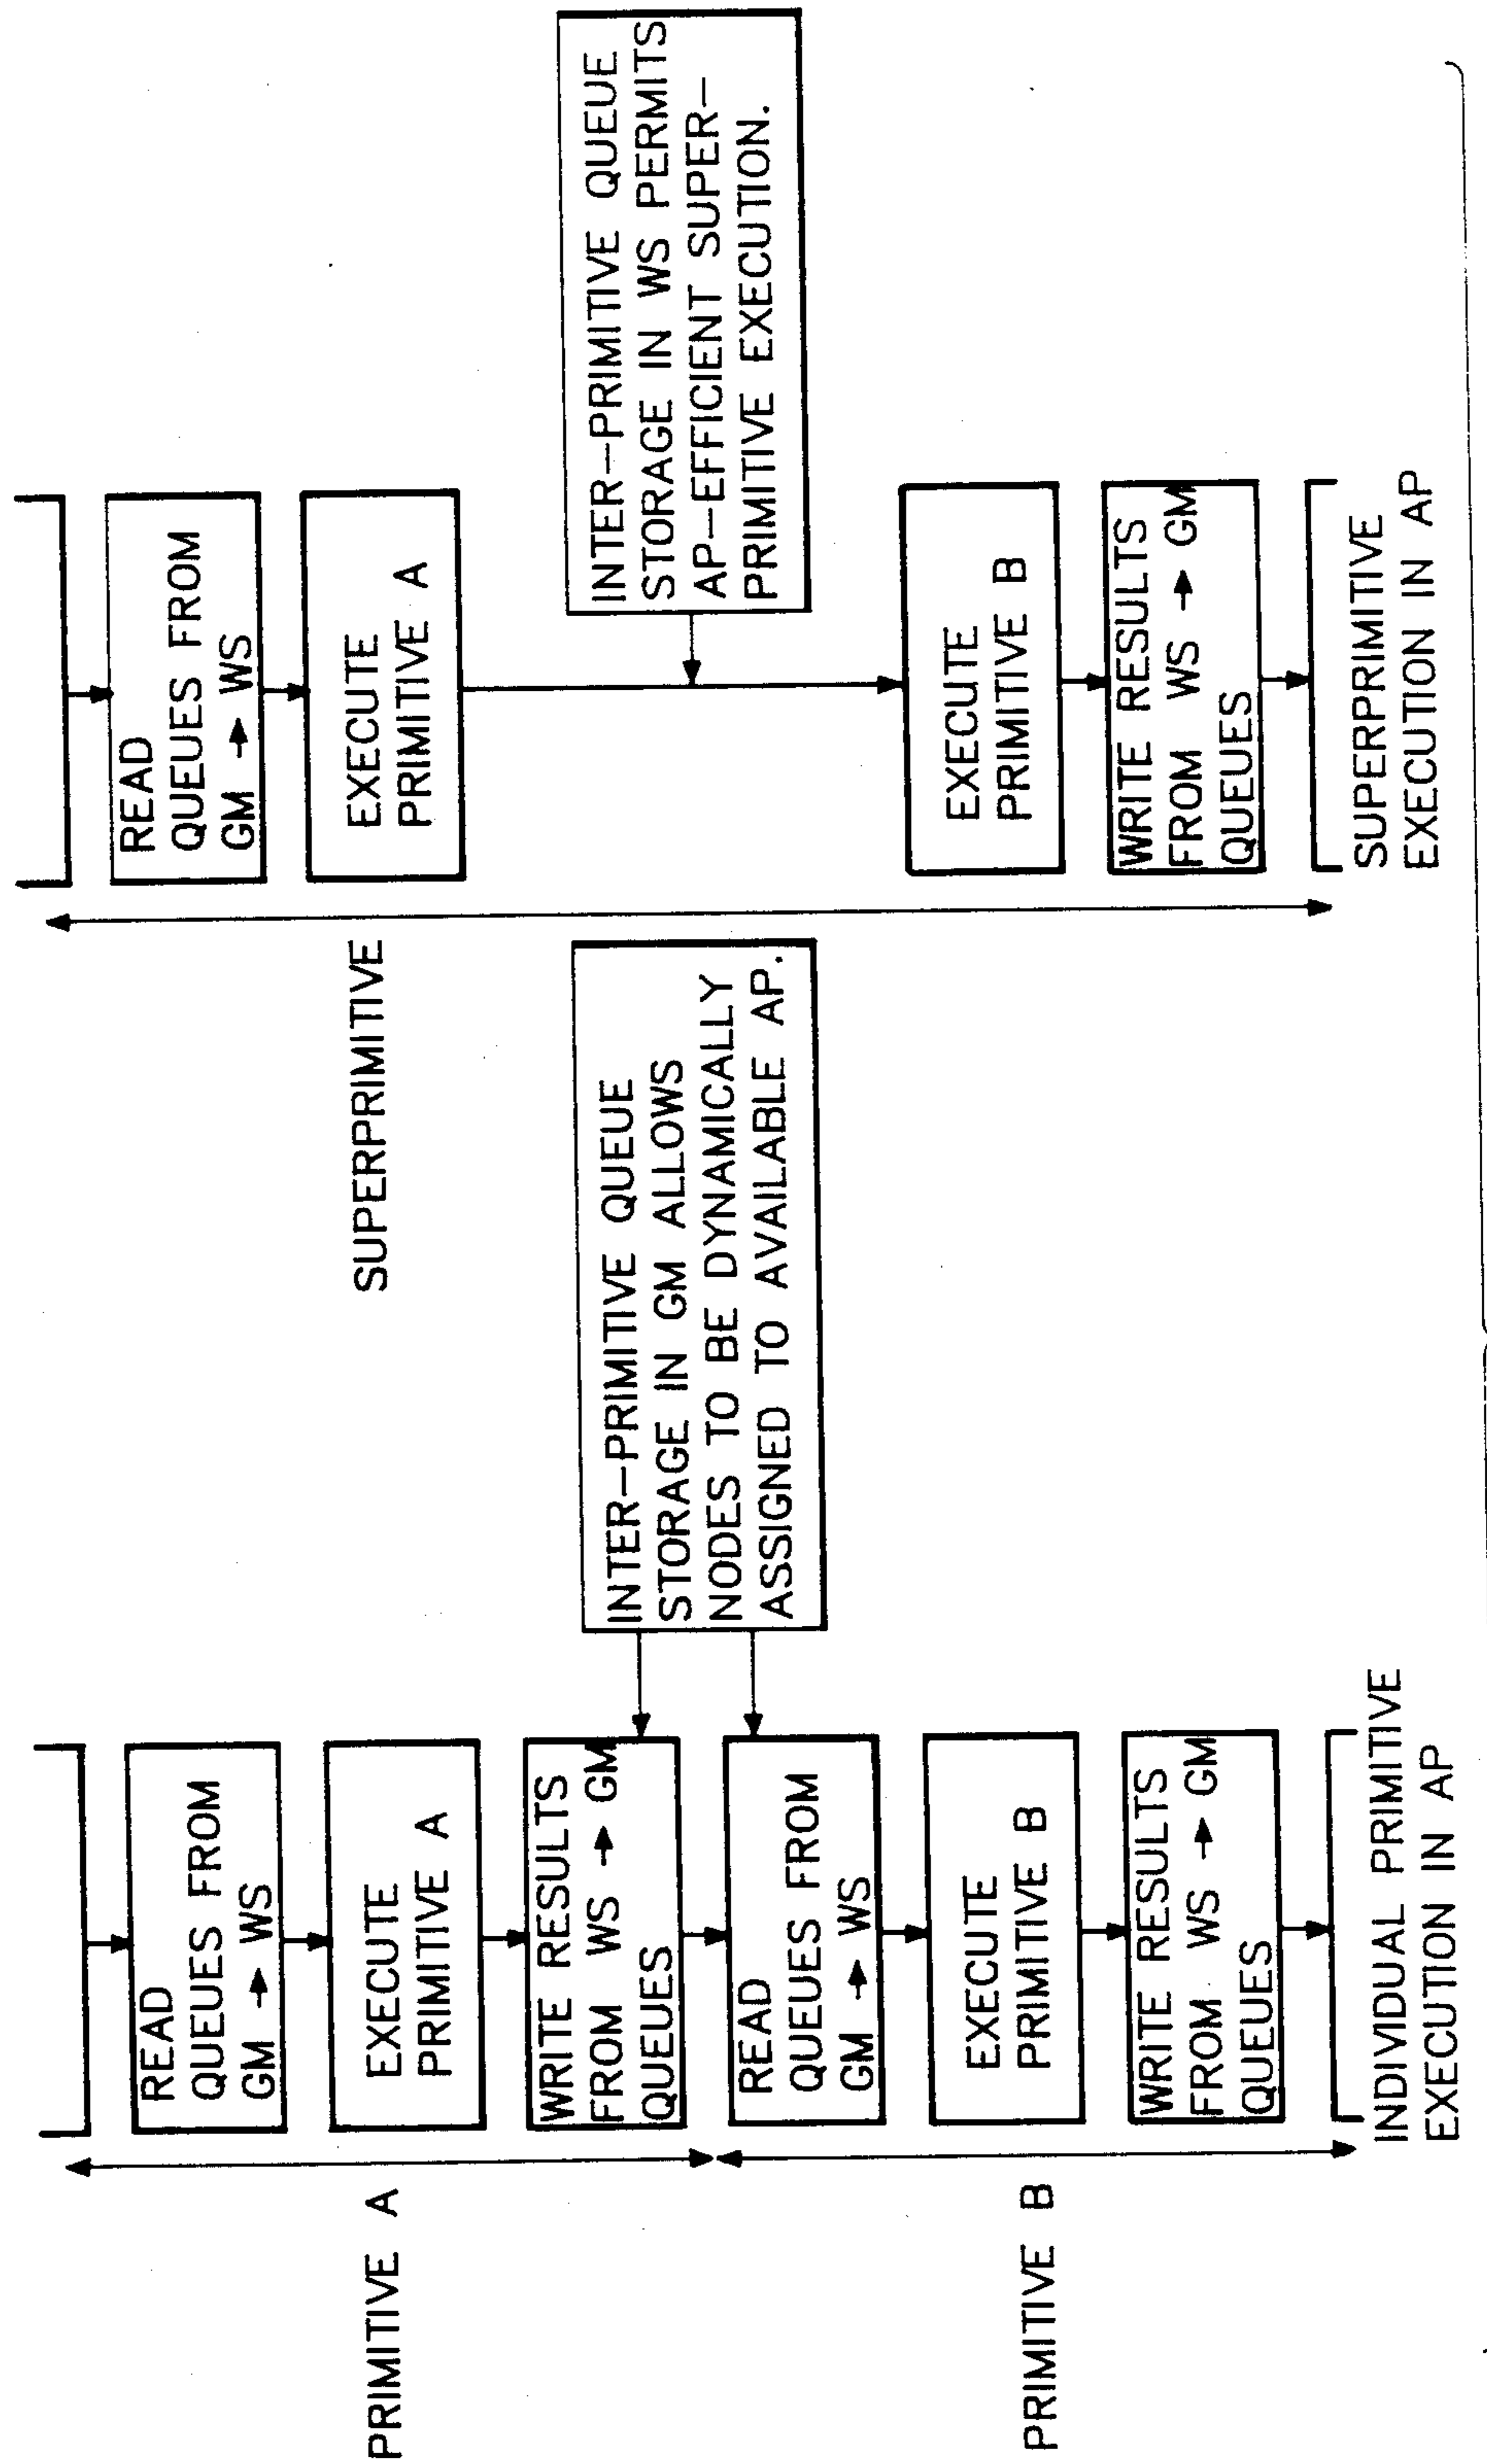 PRIMITIVE A
READ
QUEUES FROM
GM → WS
EXECUTE
PRIMITIVE A
WRITE RESULTS
FROM WS → GM
QUEUES
PRIMITIVE B
READ
QUEUES FROM
GM → WS
EXECUTE
PRIMITIVE B
WRITE RESULTS
FROM WS → GM
QUEUES
INDIVIDUAL PRIMITIVE
EXECUTION IN AP
INTER-PRIMITIVE QUEUE
STORAGE IN GM ALLOWS
NODES TO BE DYNAMICALLY
ASSIGNED TO AVAILABLE AP.
SUPERPRIMITIVE
READ
QUEUES FROM
GM → WS
EXECUTE
PRIMITIVE A
INTER-PRIMITIVE QUEUE
STORAGE IN WS PERMITS
AP-EFFICIENT SUPER-
PRIMITIVE EXECUTION.
EXECUTE
PRIMITIVE B
WRITE RESULTS
FROM WS → GM
QUEUES
SUPERPRIMITIVE
EXECUTION IN AP